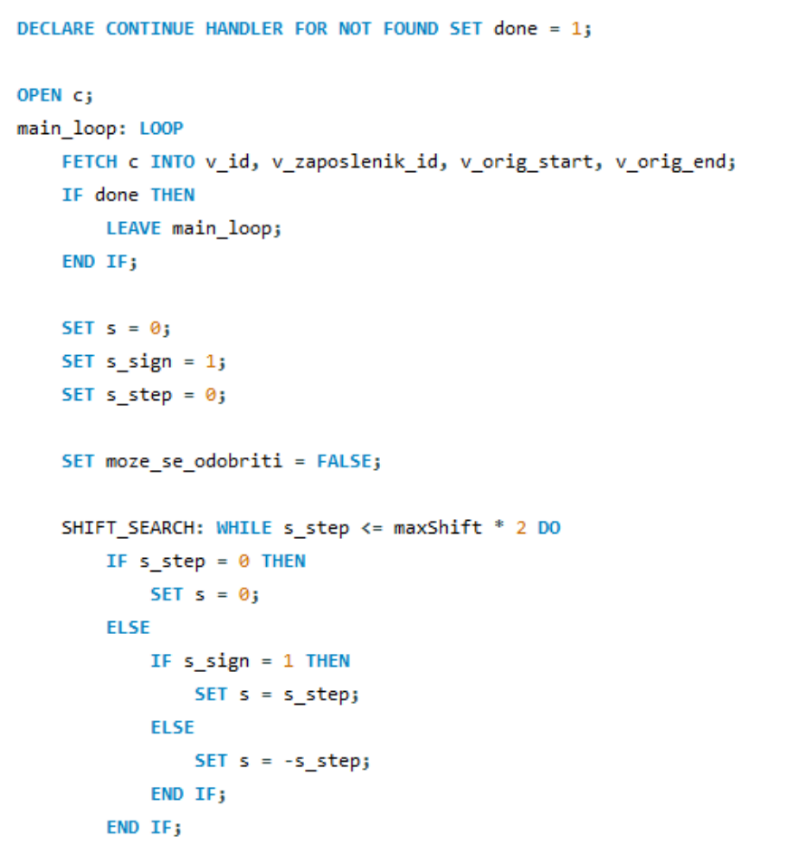 DECLARE CONTINUE HANDLER FOR NOT FOUND SET done = 1;
OPEN c;
main_loop: LOOP
FETCH c INTO v_id, v_zaposlenik_id, v_orig_start, v_orig_end;
IF done THEN
LEAVE main_loop;
END IF;
SET s = 0;
SET s_sign = 1;
SET s_step = 0;
SET moze_se_odobriti = FALSE;
SHIFT_SEARCH: WHILE s_step <= maxShift * 2 DO
IF s_step = 0 THEN
SET s = 0;
ELSE
IF s_sign = 1 THEN
SET s = s_step;
ELSE
SET s = -s_step;
END IF;
END IF;